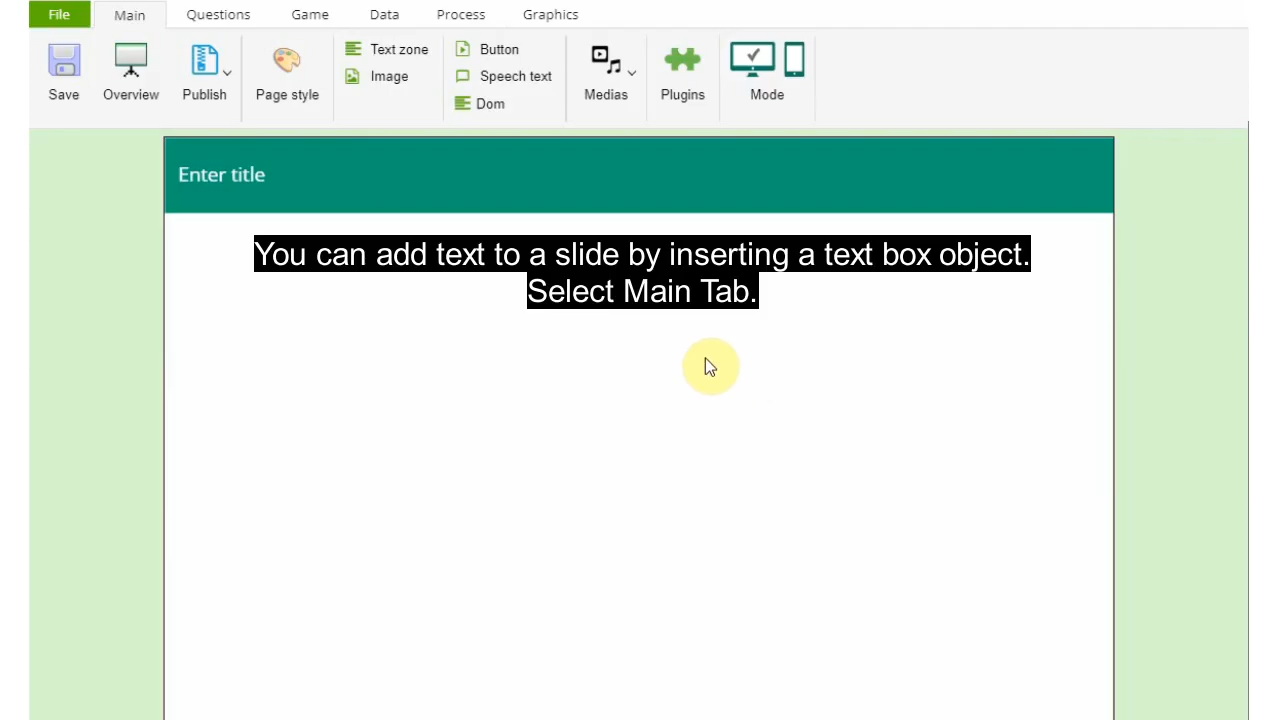 File Main Questions Game Data Process Graphics
Text zone Button
Image Speech text
Save Overview Publish Page style Medias Plugins Mode
Dom
Enter title
You can add text to a slide by inserting a text box object.
Select Main Tab.